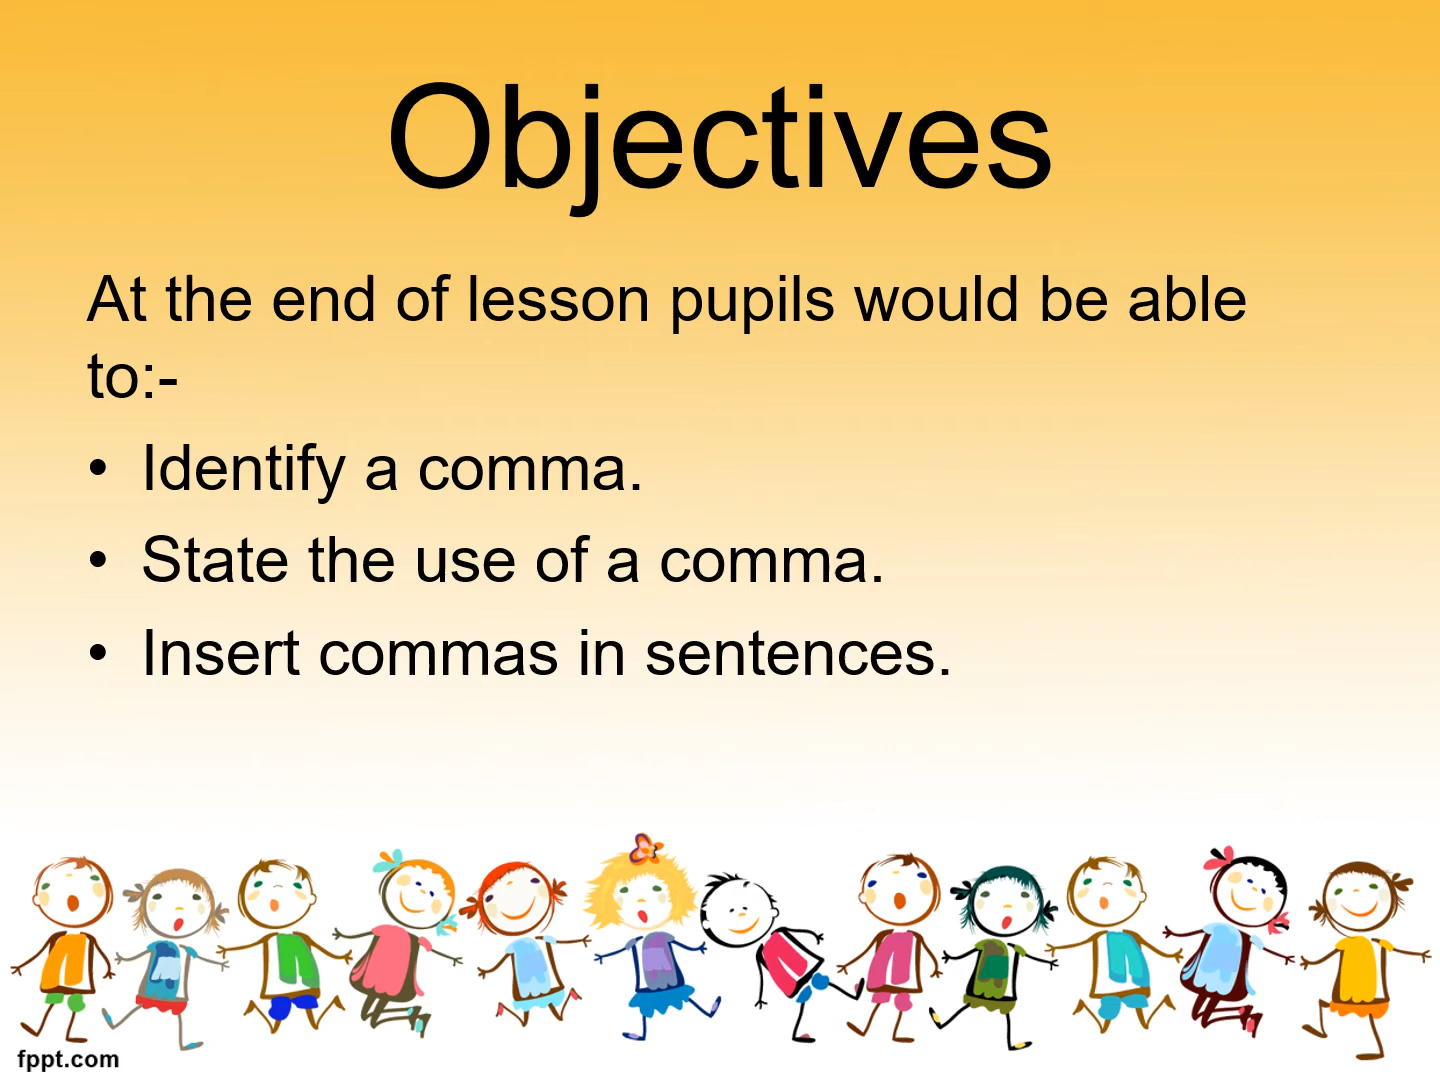 Objectives
At the end of lesson pupils would be able
to:-
• Identify a comma.
• State the use of a comma.
• Insert commas in sentences.
fppt.com